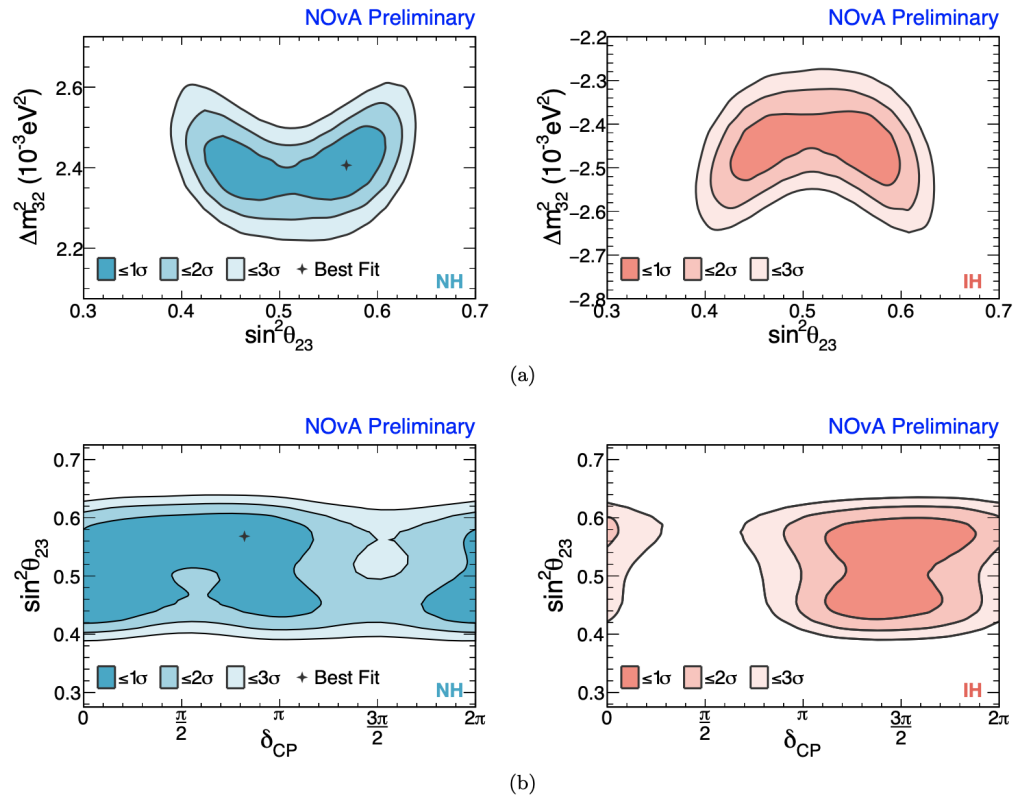 NOvA Preliminary
Δm²₃₂ (10⁻³eV²)
2.6
2.4
2.2
≤1σ ≤2σ ≤3σ Best Fit
NH
0.3 0.4 0.5 0.6 0.7
sin²θ₂₃
NOvA Preliminary
Δm²₃₂ (10⁻³eV²)
−2.2
−2.3
−2.4
−2.5
−2.6
−2.7
−2.8
≤1σ ≤2σ ≤3σ
IH
0.3 0.4 0.5 0.6 0.7
sin²θ₂₃
(a)
NOvA Preliminary
sin²θ₂₃
0.7
0.6
0.5
0.4
0.3
≤1σ ≤2σ ≤3σ Best Fit
NH
0 π/2 π 3π/2 2π
δCP
NOvA Preliminary
sin²θ₂₃
0.7
0.6
0.5
0.4
0.3
≤1σ ≤2σ ≤3σ
IH
0 π/2 π 3π/2 2π
δCP
(b)